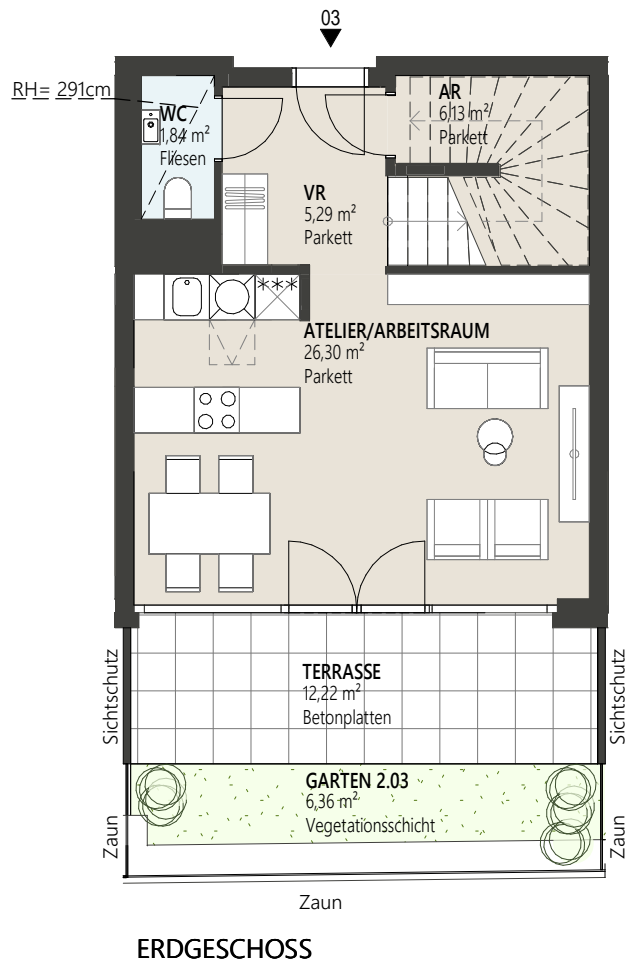 03
RH= 291cm
WC
1,84 m²
Fliesen
AR
6,13 m²
Parkett
VR
5,29 m²
Parkett
ATELIER/ARBEITSRAUM
26,30 m²
Parkett
Sichtschutz
TERRASSE
12,22 m²
Betonplatten
Sichtschutz
Zaun
GARTEN 2.03
6,36 m²
Vegetationsschicht
Zaun
Zaun
ERDGESCHOSS